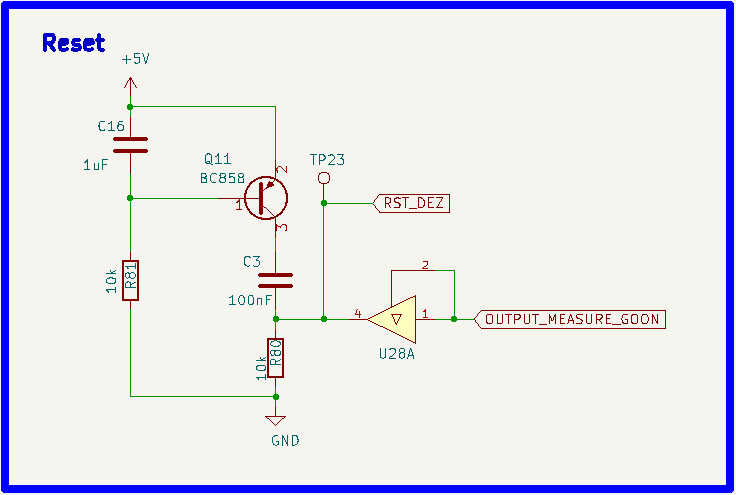 Reset
+5V
C16
1uF
Q11
BC858
TP23
2
1
3
RST_DEZ
C3
100nF
R81
10k
2
4
1
OUTPUT_MEASURE_GOON
U28A
R80
10k
GND